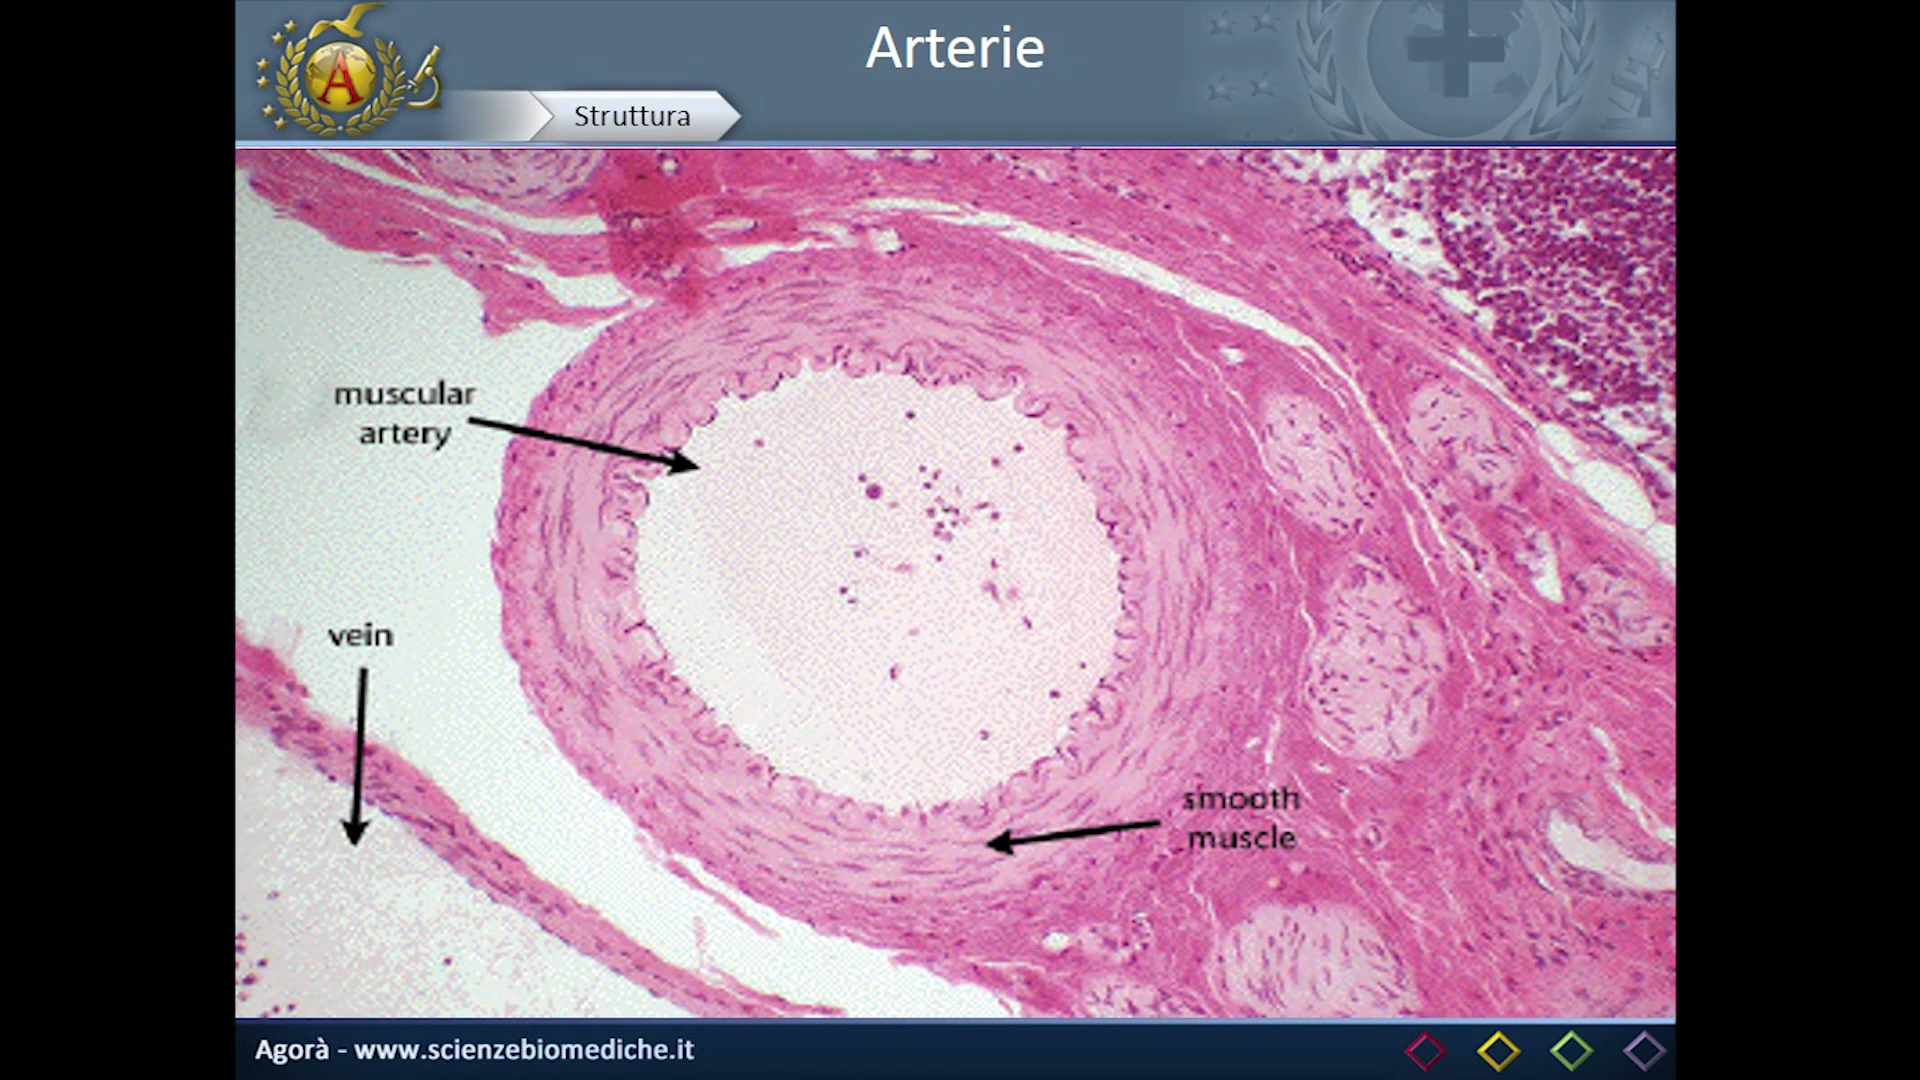 A
Arterie
Struttura
muscular
artery
vein
smooth
muscle
Agorà - www.scienzebiomediche.it